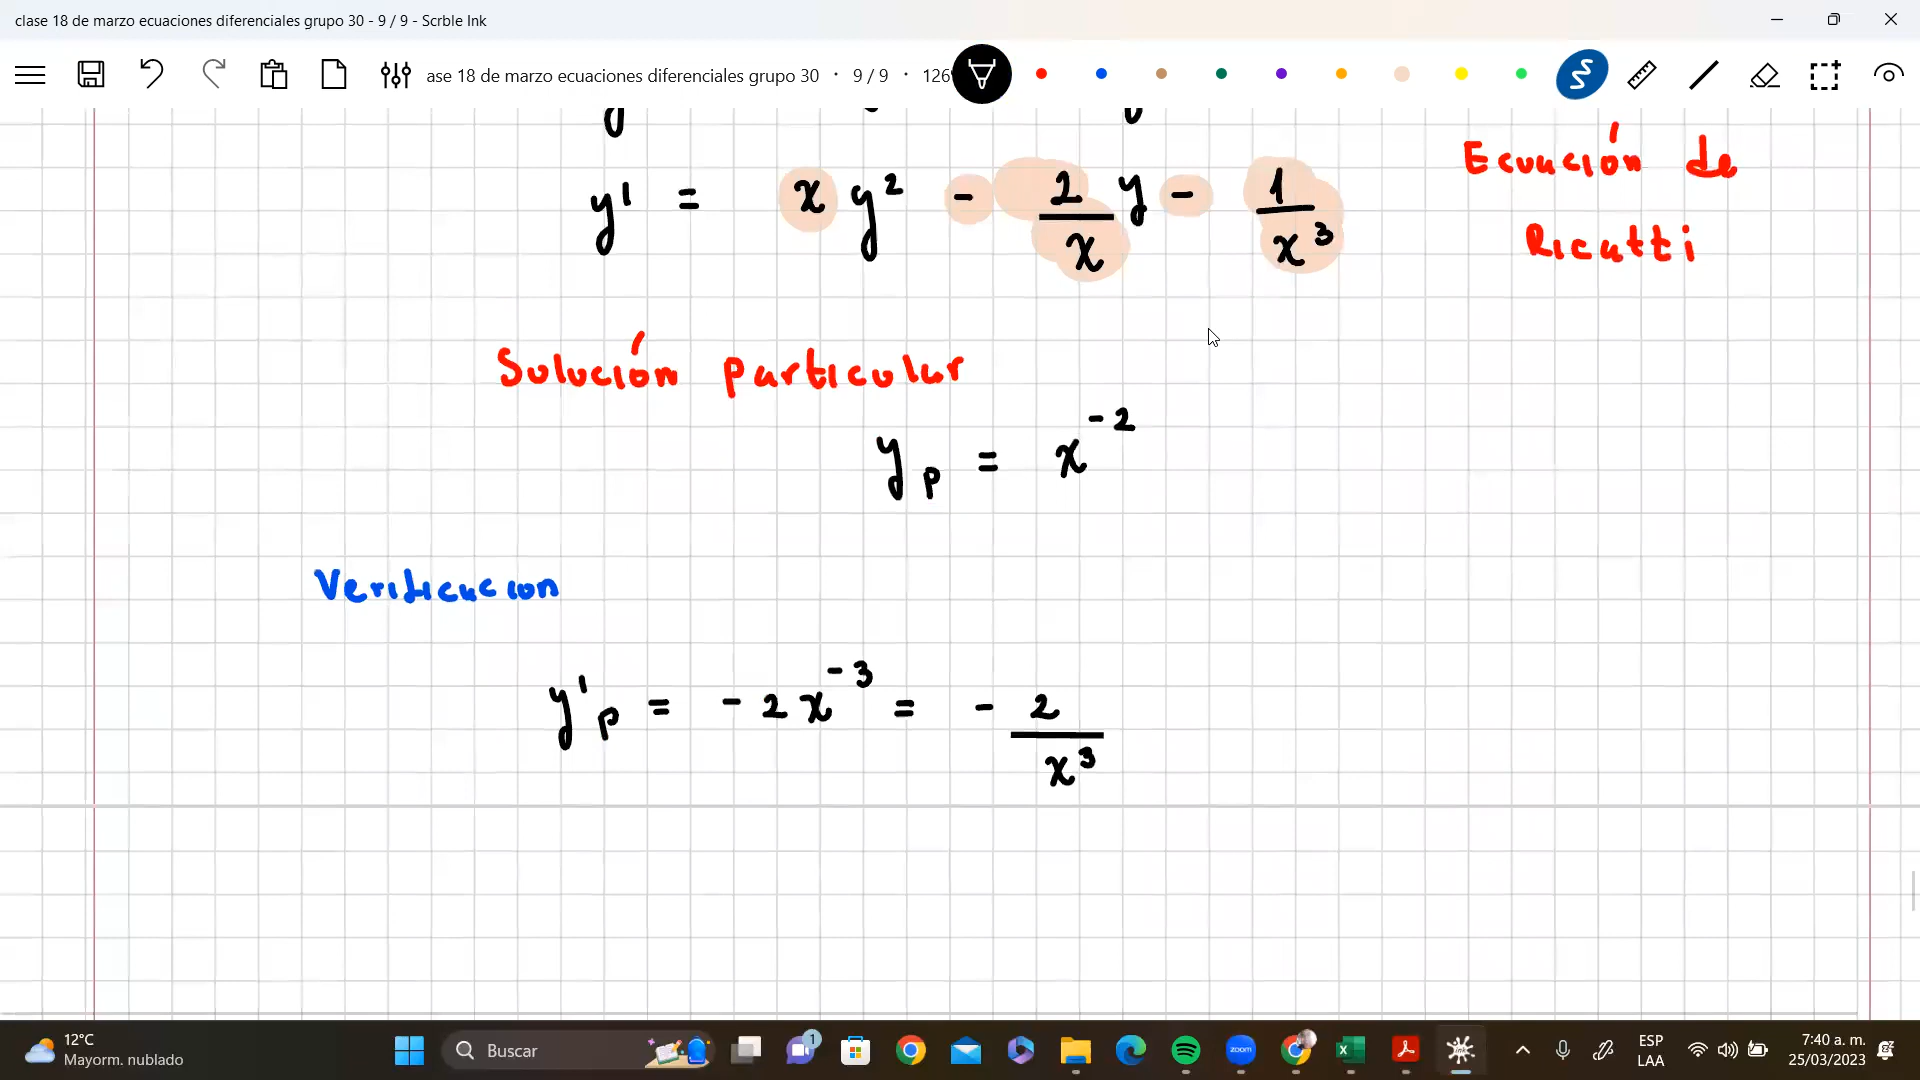 clase 18 de marzo ecuaciones diferenciales grupo 30 - 9 / 9 - Scrble Ink
ase 18 de marzo ecuaciones diferenciales grupo 30 · 9 / 9 · 126
y' = x y² - 2/x y - 1/x³
Ecuación de
Ricatti
Solución particular
y_p = x^-2
Verificacion
y'_p = -2x^-3 = - 2/x³
12°C
Mayorm. nublado
Buscar
1
zoom
ESP
LAA
7:40 a. m.
25/03/2023